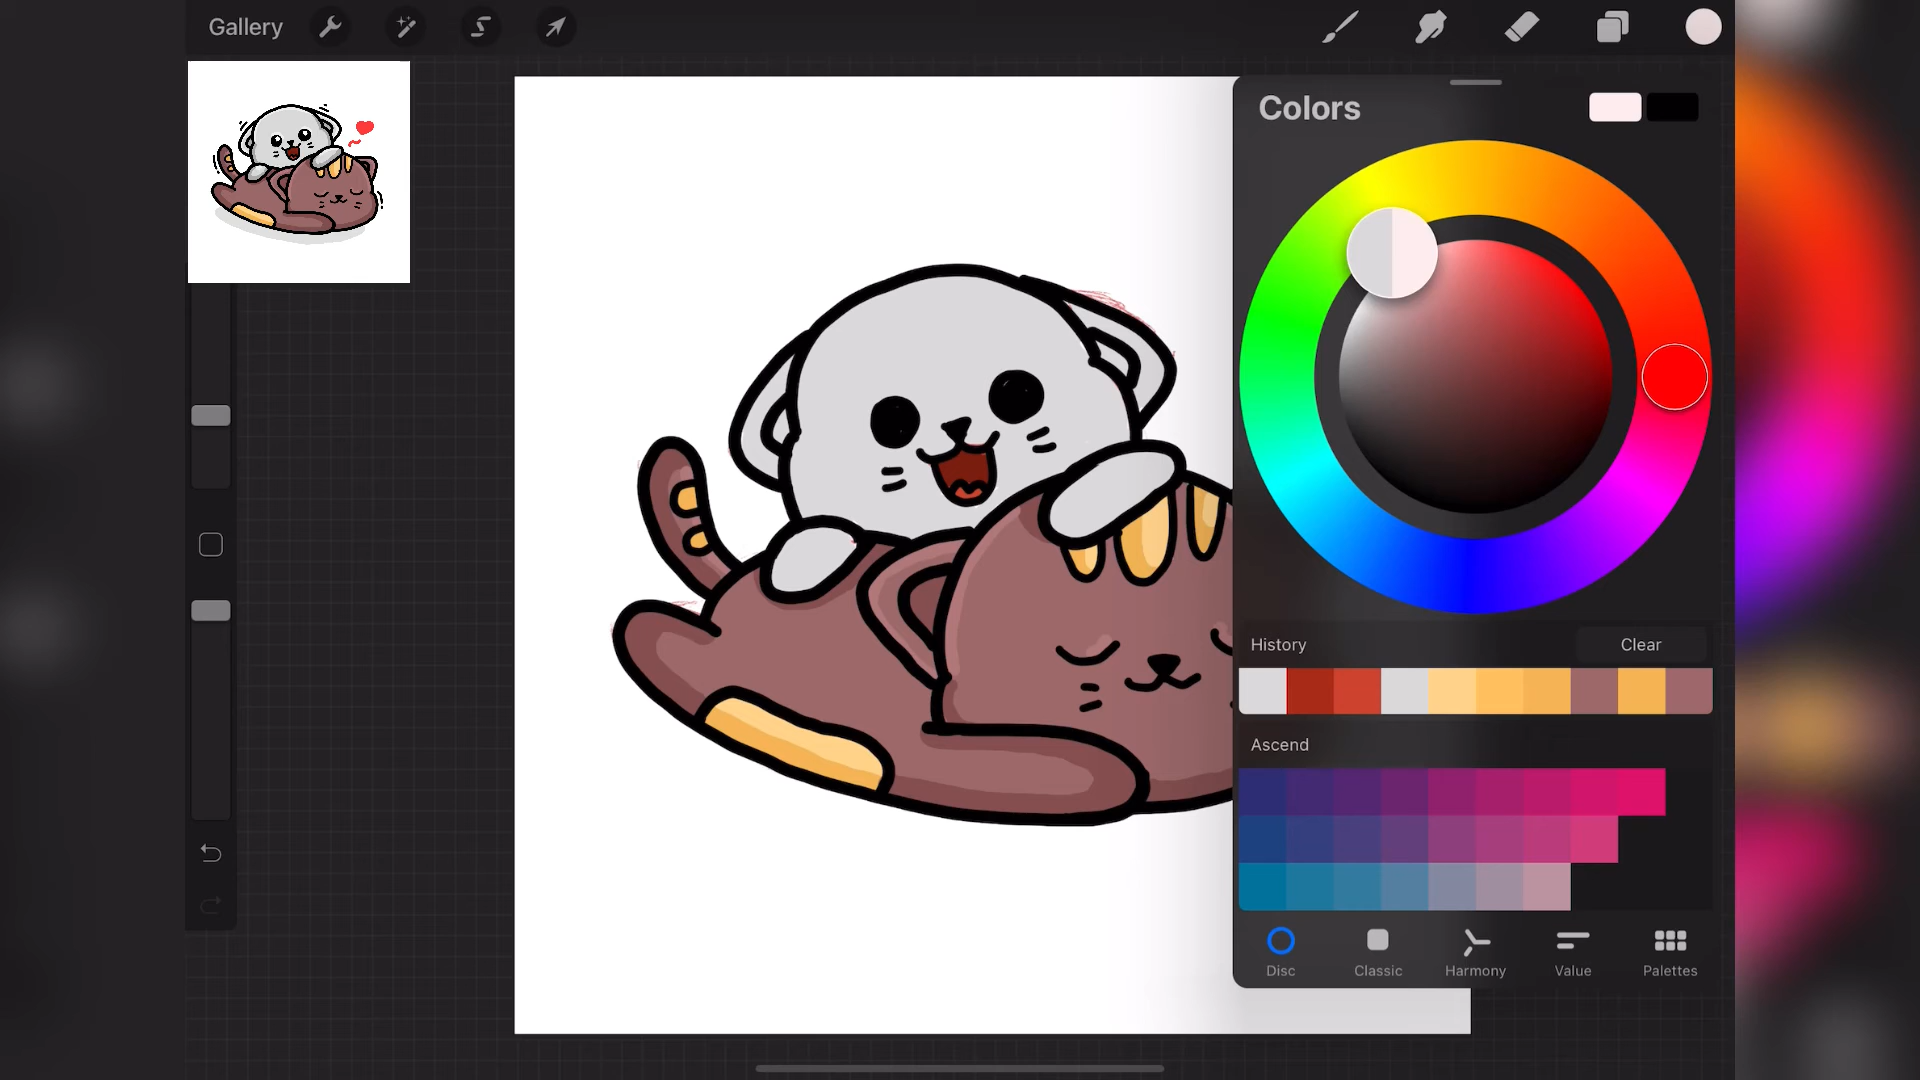 Gallery
Colors
History
Clear
Ascend
Disc
Classic
Harmony
Value
Palettes